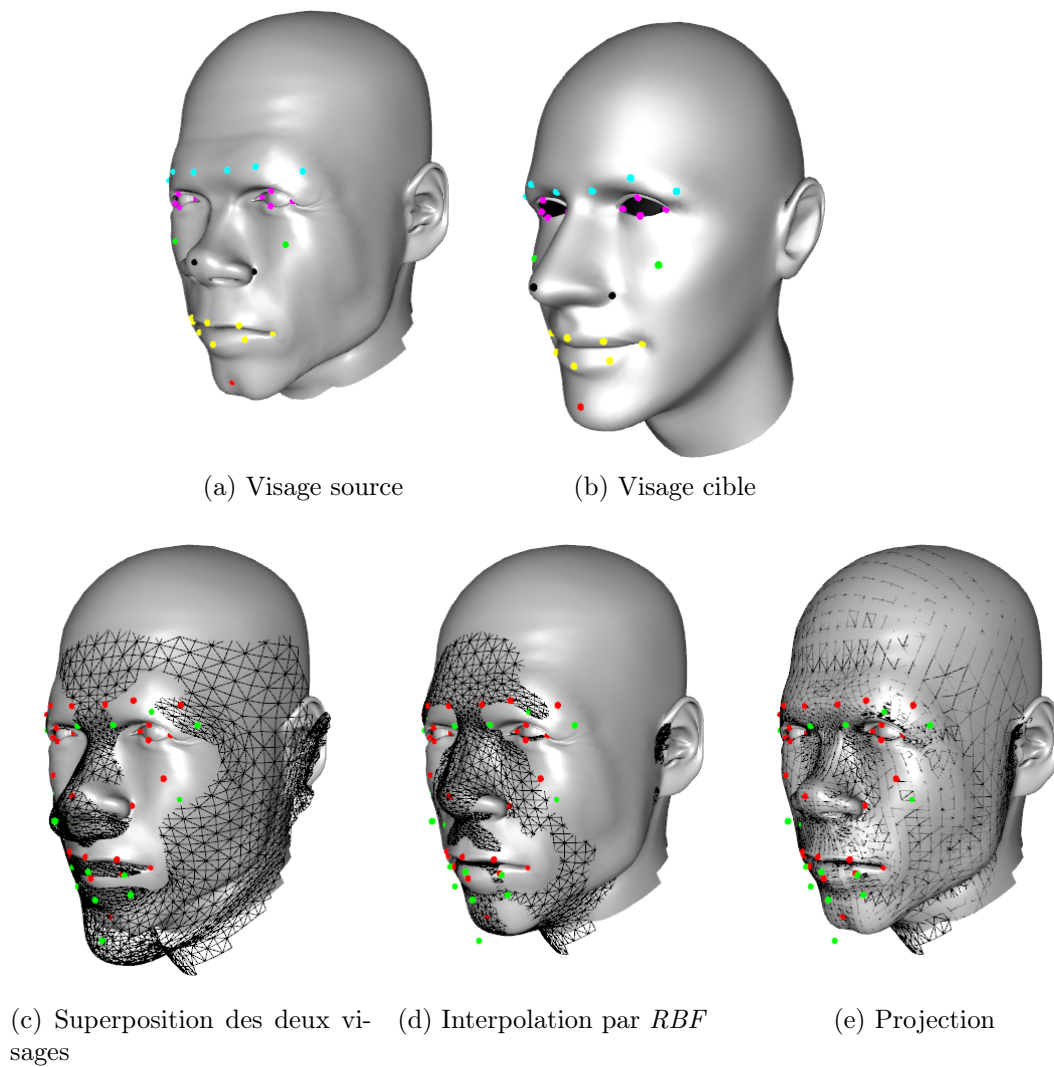 (a) Visage source
(b) Visage cible
(c) Superposition des deux vi-
sages
(d) Interpolation par RBF
(e) Projection